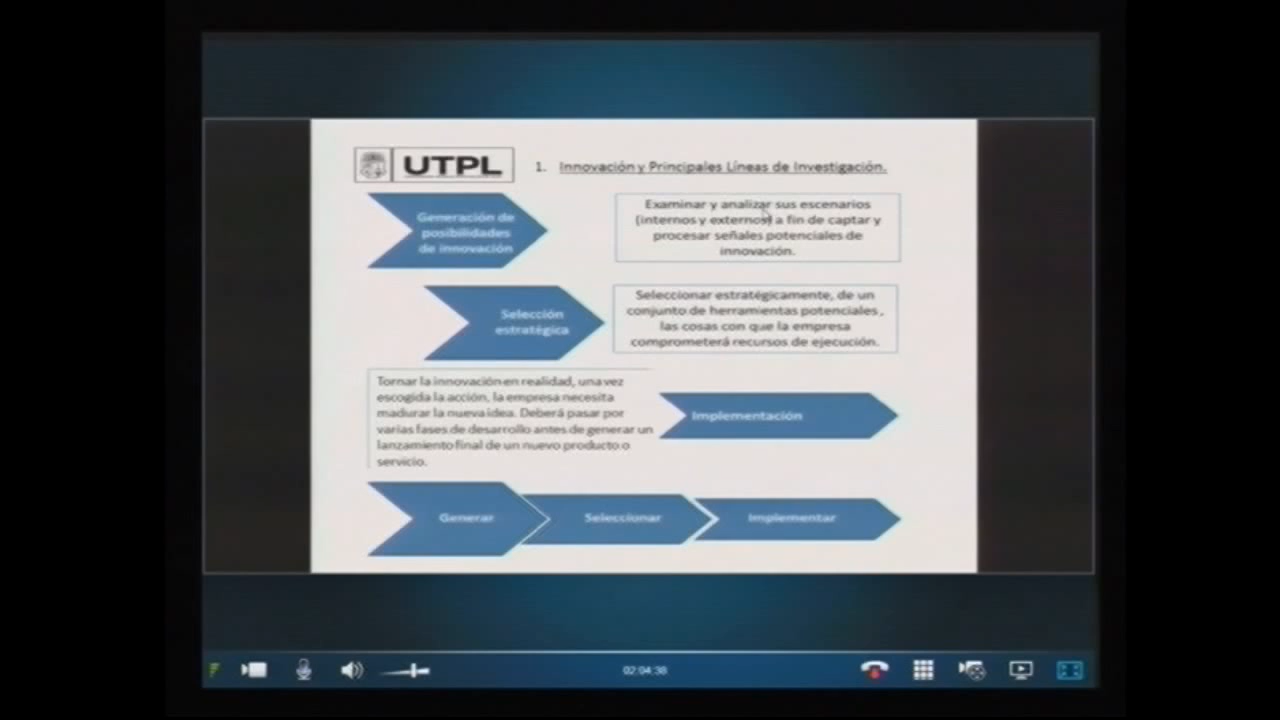 UTPL
1. Innovación y Principales Líneas de Investigación.
Generación de
posibilidades
de innovación
Examinar y analizar sus escenarios
(internos y externos) a fin de captar y
procesar señales potenciales de
innovación.
Selección
estratégica
Seleccionar estratégicamente, de un
conjunto de herramientas potenciales,
las cosas con que la empresa
comprometerá recursos de ejecución.
Tornar la innovación en realidad, una vez
escogida la acción, la empresa necesita
madurar la nueva idea. Deberá pasar por
varias fases de desarrollo antes de generar un
lanzamiento final de un nuevo producto o
servicio.
Implementación
Generar
Seleccionar
Implementar
02:04:38